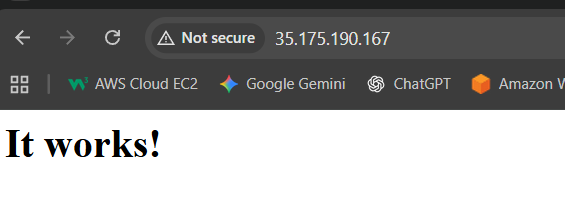 Not secure 35.175.190.167
AWS Cloud EC2 Google Gemini ChatGPT Amazon
It works!